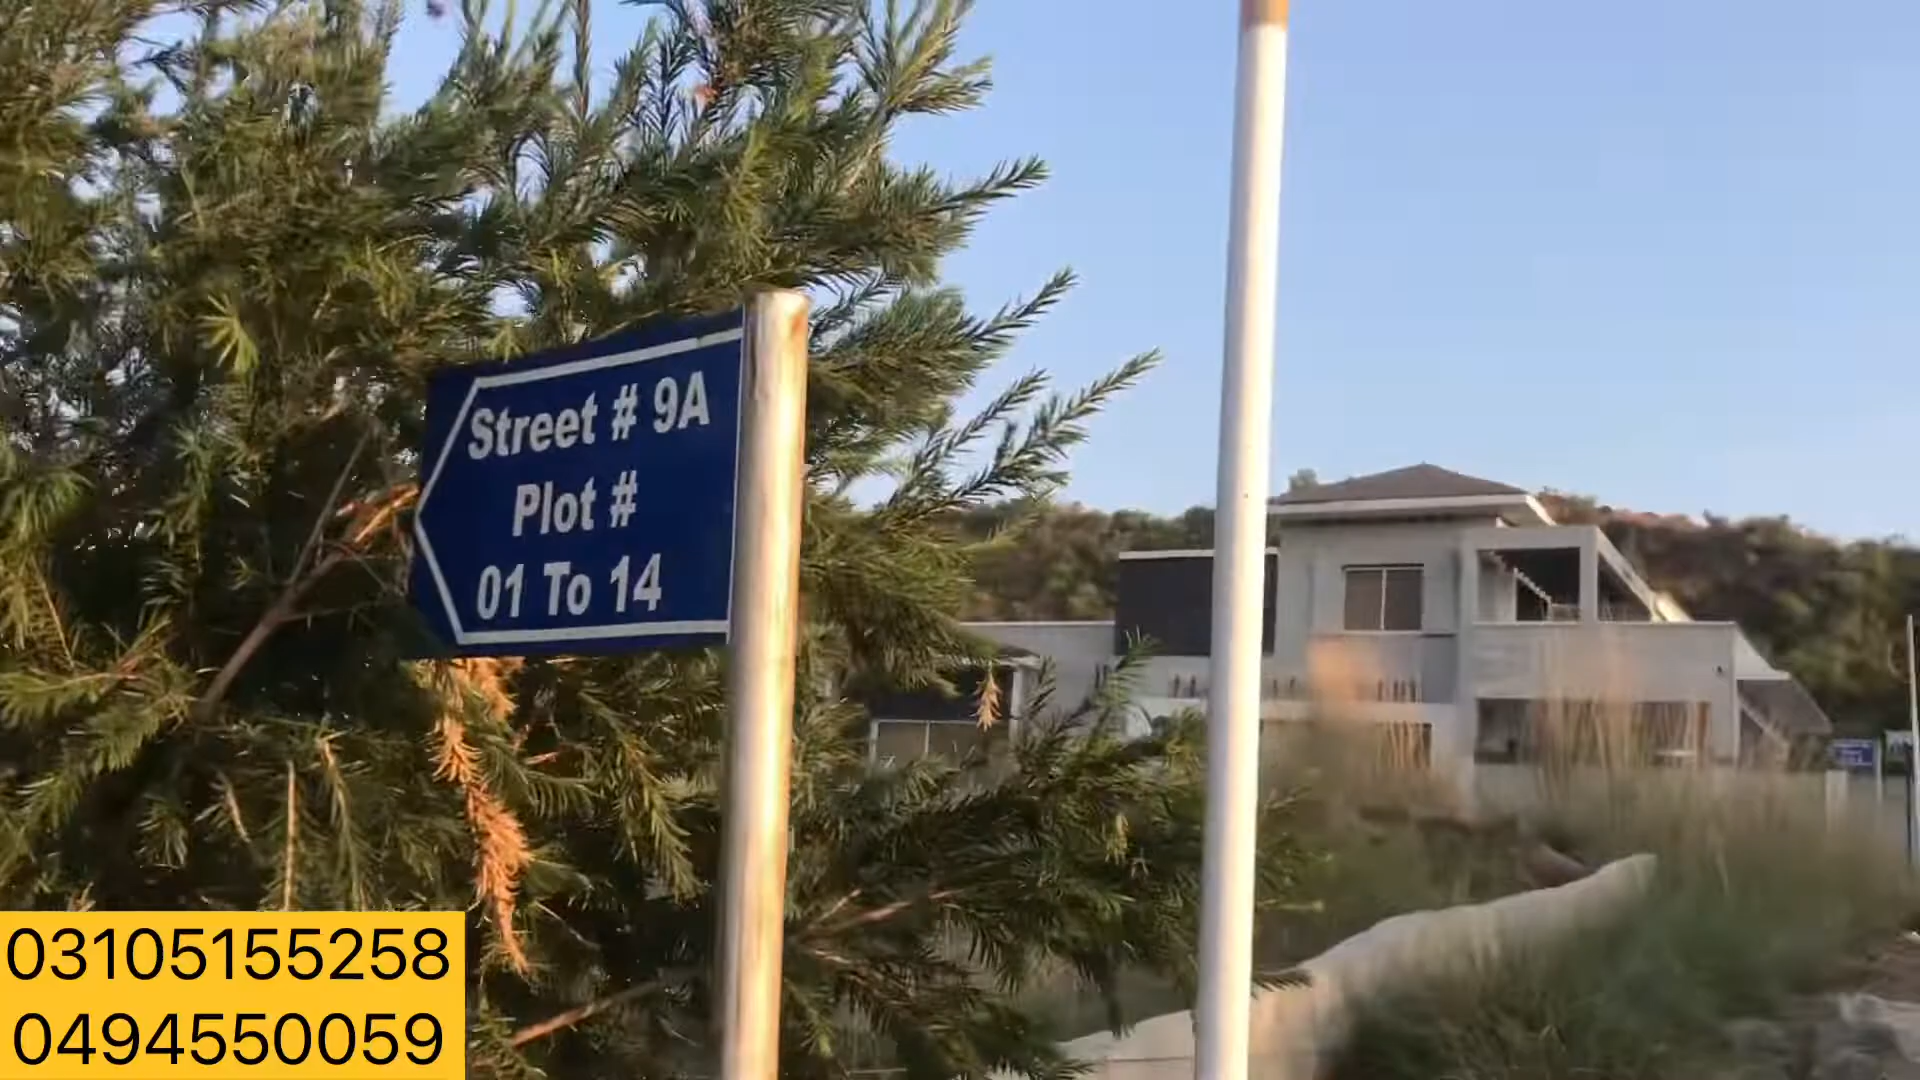 Street # 9A
Plot #
01 To 14
03105155258
0494550059